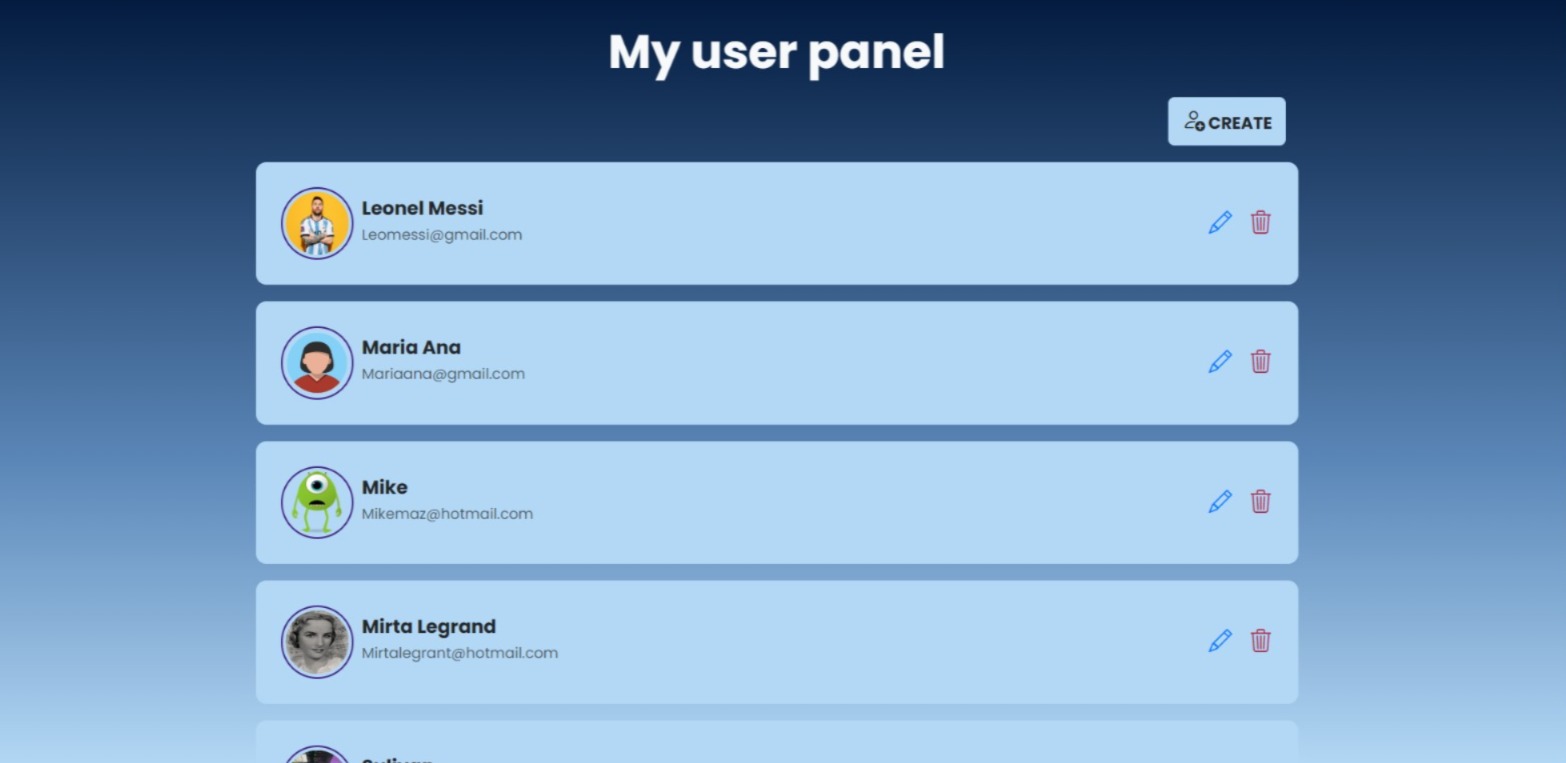 My user panel
CREATE
Leonel Messi
Leomessi@gmail.com
Maria Ana
Mariaana@gmail.com
Mike
Mikemaz@hotmail.com
Mirta Legrand
Mirtalegrant@hotmail.com